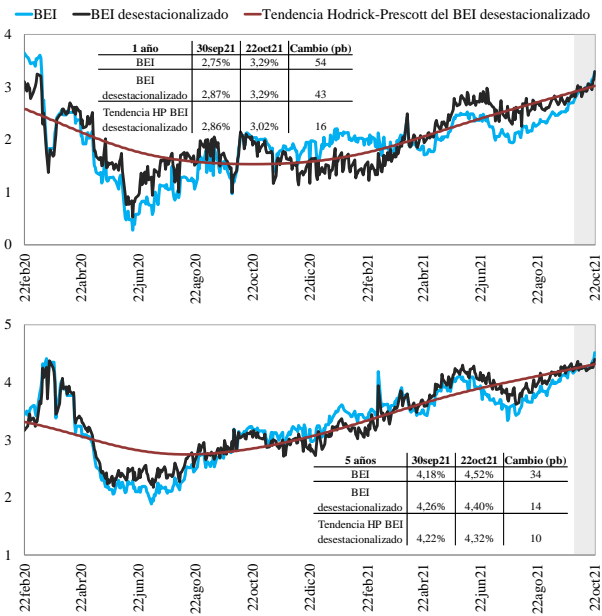 BEI BEI desestacionalizado Tendencia Hodrick-Prescott del BEI desestacionalizado
4
3
2
1
0
1 año 30sep21 22oct21 Cambio (pb)
BEI 2,75% 3,29% 54
BEI
desestacionalizado 2,87% 3,29% 43
Tendencia HP BEI
desestacionalizado 2,86% 3,02% 16
22feb20 22abr20 22jun20 22ago20 22oct20 22dic20 22feb21 22abr21 22jun21 22ago21 22oct21
5
4
3
2
1
5 años 30sep21 22oct21 Cambio (pb)
BEI 4,18% 4,52% 34
BEI
desestacionalizado 4,26% 4,40% 14
Tendencia HP BEI
desestacionalizado 4,22% 4,32% 10
22feb20 22abr20 22jun20 22ago20 22oct20 22dic20 22feb21 22abr21 22jun21 22ago21 22oct21